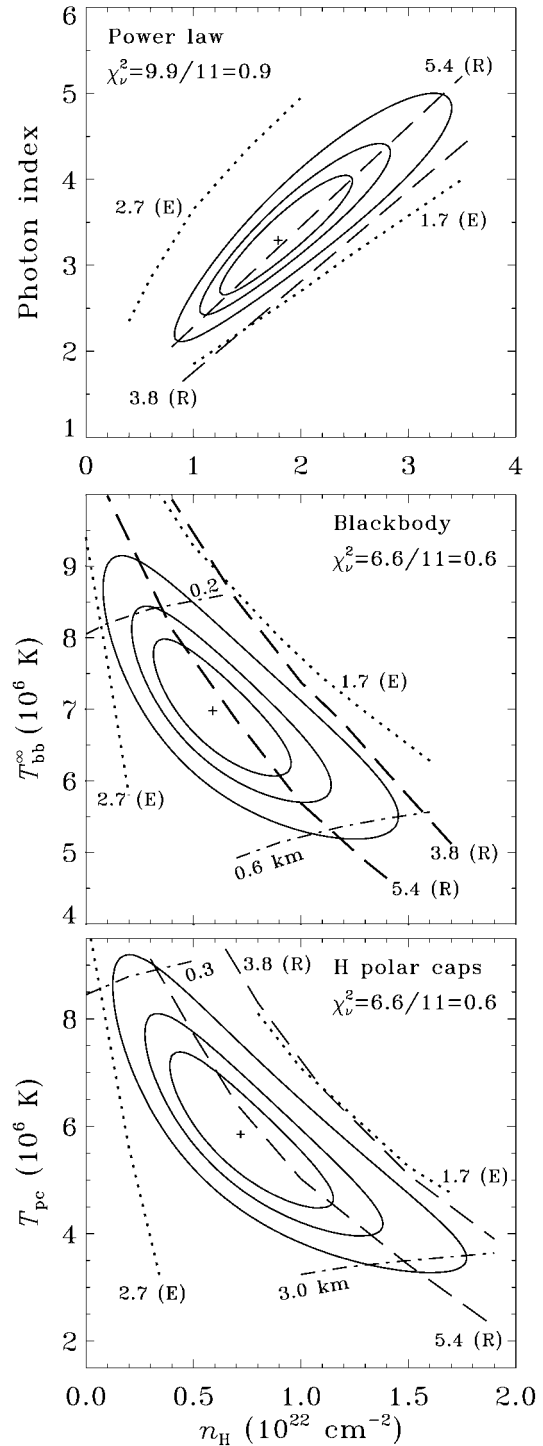 Power law
χ²ᵥ=9.9/11=0.9
5.4 (R)
2.7 (E)
1.7 (E)
3.8 (R)
Photon index
6
5
4
3
2
1
0 1 2 3 4
Blackbody
χ²ᵥ=6.6/11=0.6
0.2
1.7 (E)
2.7 (E)
0.6 km
3.8 (R)
5.4 (R)
T∞bb (10⁶ K)
9
8
7
6
5
4
H polar caps
χ²ᵥ=6.6/11=0.6
0.3
3.8 (R)
1.7 (E)
2.7 (E)
3.0 km
5.4 (R)
Tpc (10⁶ K)
8
6
4
2
0.0 0.5 1.0 1.5 2.0
nH (10²² cm⁻²)